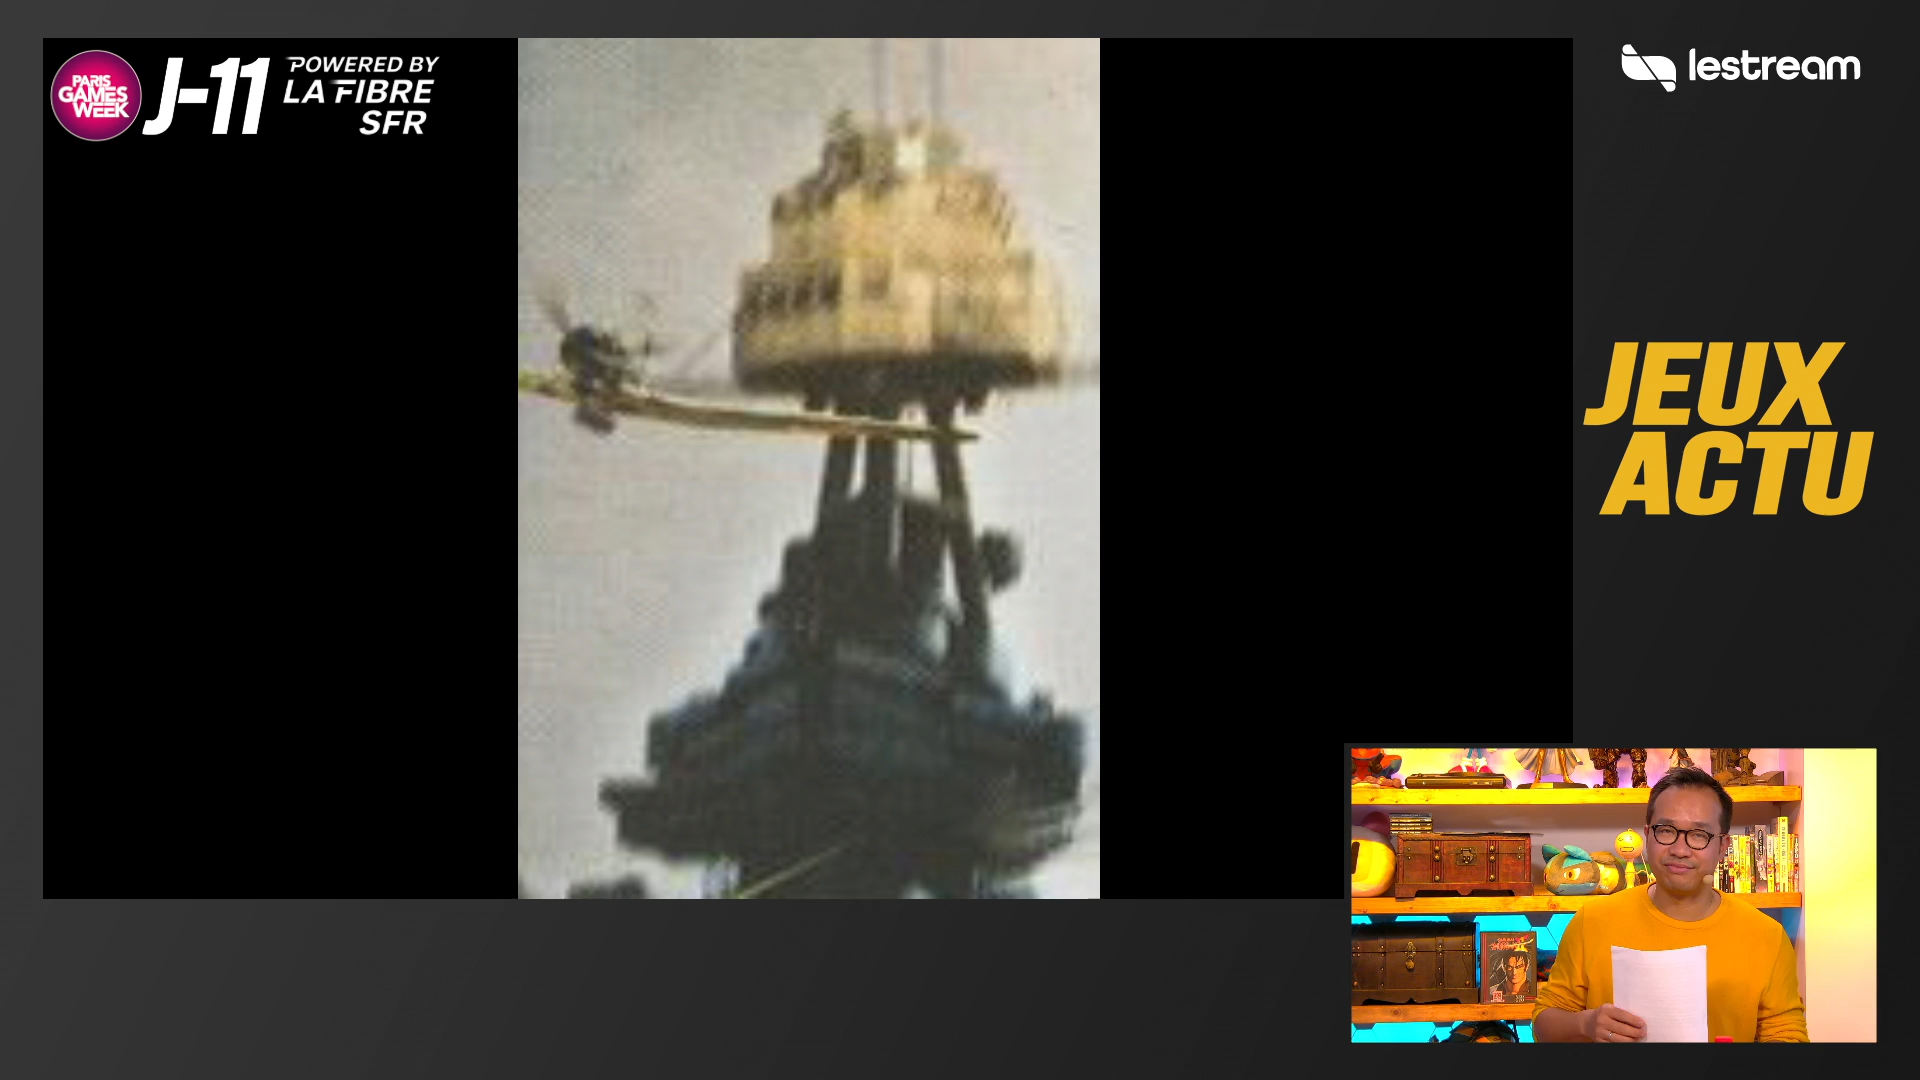 PARIS
GAMES
WEEK
J-11
POWERED BY
LA FIBRE
SFR
lestream
JEUX
ACTU